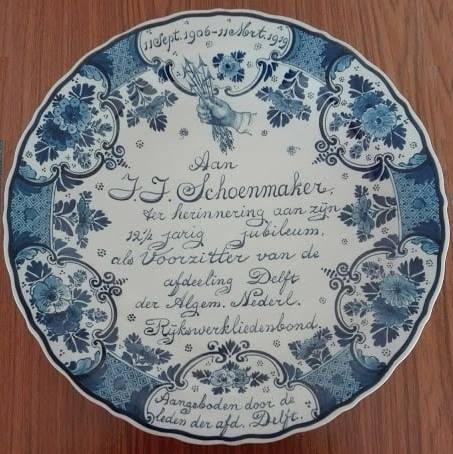 11 Sept. 1906 – 11 Mrt. 1919
Aan
J. J. Schoenmaker,
ter herinnering aan zijn
12½ jarig Jubileum,
als Voorzitter van de
afdeeling Delft
der Algem. Nederl.
Rijkswerkliedenbond.
Aangeboden door de
leden der afd. Delft.